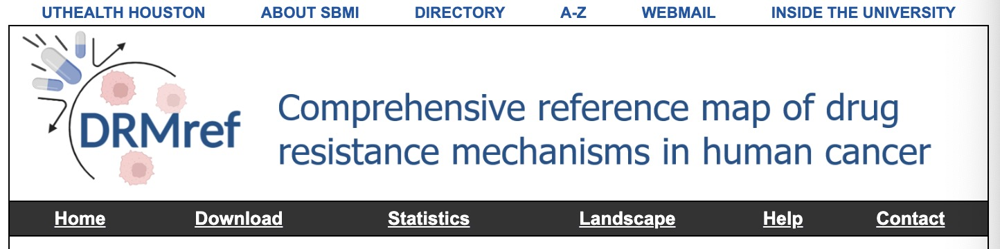 UTHEALTH HOUSTON ABOUT SBMI DIRECTORY A-Z WEBMAIL INSIDE THE UNIVERSITY
DRMref
Comprehensive reference map of drug
resistance mechanisms in human cancer
Home Download Statistics Landscape Help Contact